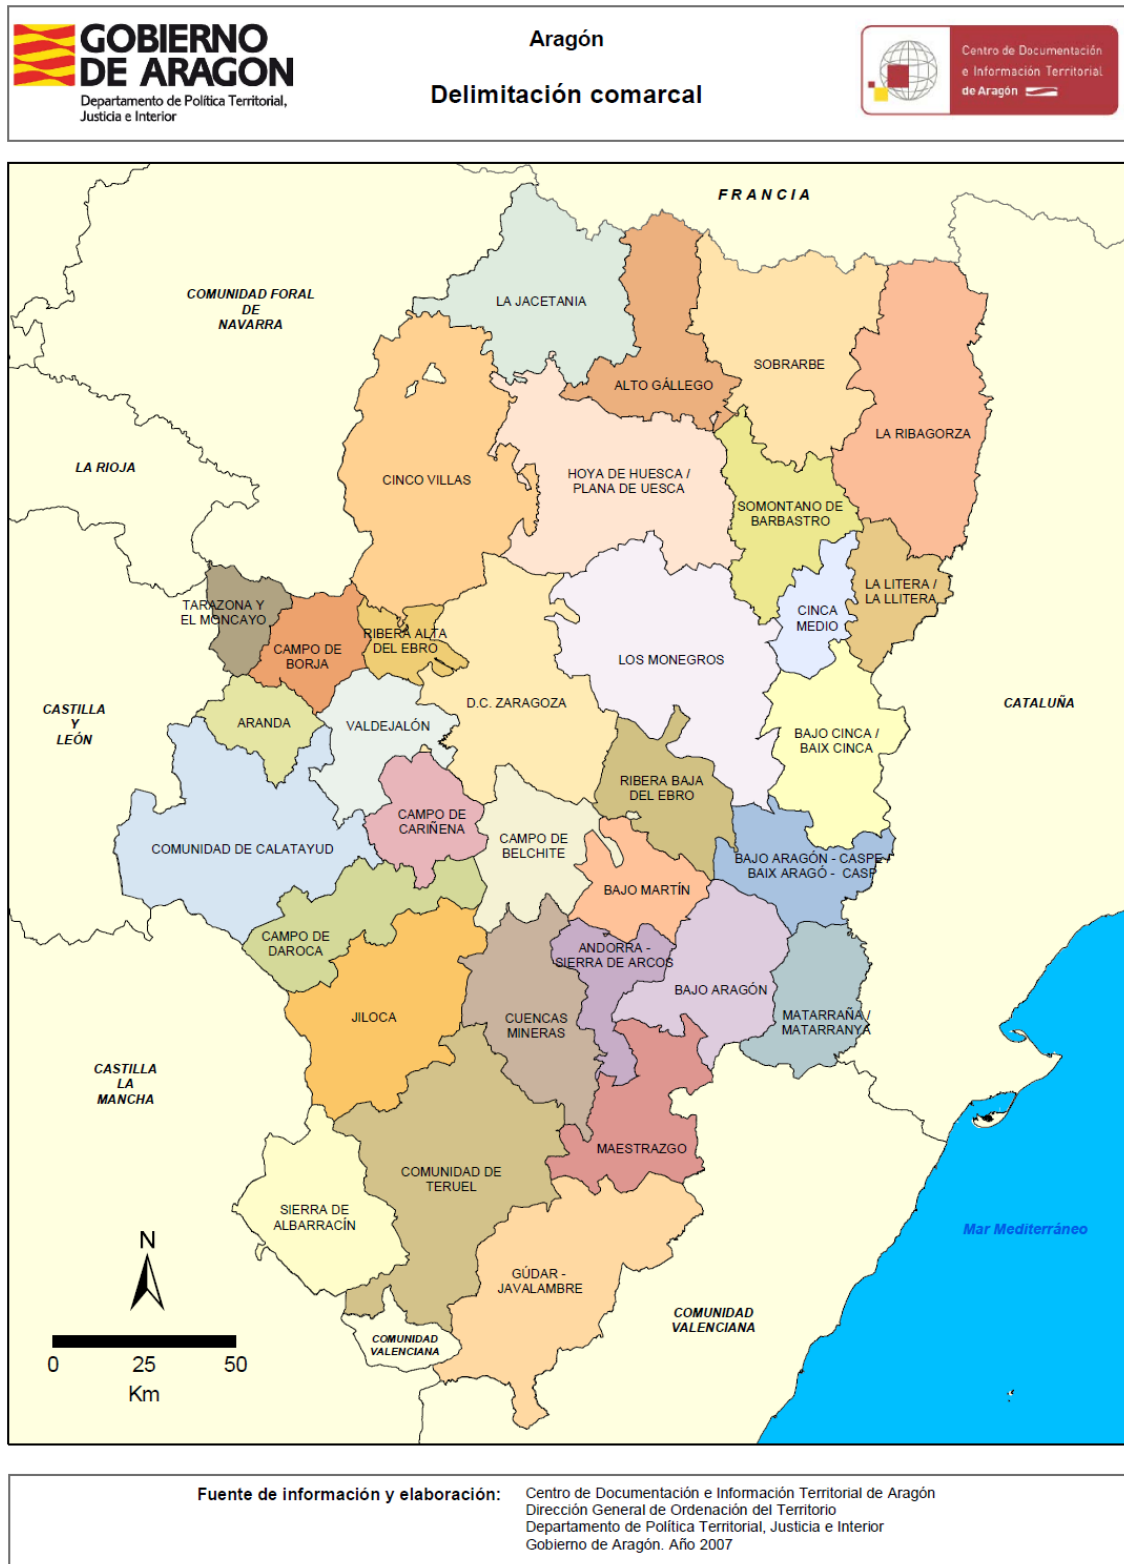 GOBIERNO
DE ARAGON
Departamento de Política Territorial,
Justicia e Interior
Aragón
Delimitación comarcal
Centro de Documentación
e Información Territorial
de Aragón
FRANCIA
COMUNIDAD FORAL
DE
NAVARRA
LA JACETANIA
ALTO GÁLLEGO
SOBRARBE
LA RIBAGORZA
LA RIOJA
CINCO VILLAS
HOYA DE HUESCA /
PLANA DE UESCA
SOMONTANO DE
BARBASTRO
LA LITERA /
LA LLITERA
TARAZONA Y
EL MONCAYO
CINCA
MEDIO
CAMPO DE
BORJA
RIBERA ALTA
DEL EBRO
LOS MONEGROS
CASTILLA
Y
LEÓN
ARANDA
VALDEJALÓN
D.C. ZARAGOZA
CATALUÑA
BAJO CINCA /
BAIX CINCA
RIBERA BAJA
DEL EBRO
CAMPO DE
CARIÑENA
COMUNIDAD DE CALATAYUD
CAMPO DE
BELCHITE
BAJO ARAGÓN - CASPE /
BAIX ARAGÓ - CASP
BAJO MARTÍN
CAMPO DE
DAROCA
ANDORRA -
SIERRA DE ARCOS
BAJO ARAGÓN
JILOCA
CUENCAS
MINERAS
MATARRAÑA /
MATARRANYA
CASTILLA
LA
MANCHA
MAESTRAZGO
COMUNIDAD DE
TERUEL
SIERRA DE
ALBARRACÍN
Mar Mediterráneo
N
GÚDAR -
JAVALAMBRE
COMUNIDAD
VALENCIANA
COMUNIDAD
VALENCIANA
0 25 50
Km
Fuente de información y elaboración:
Centro de Documentación e Información Territorial de Aragón
Dirección General de Ordenación del Territorio
Departamento de Política Territorial, Justicia e Interior
Gobierno de Aragón. Año 2007